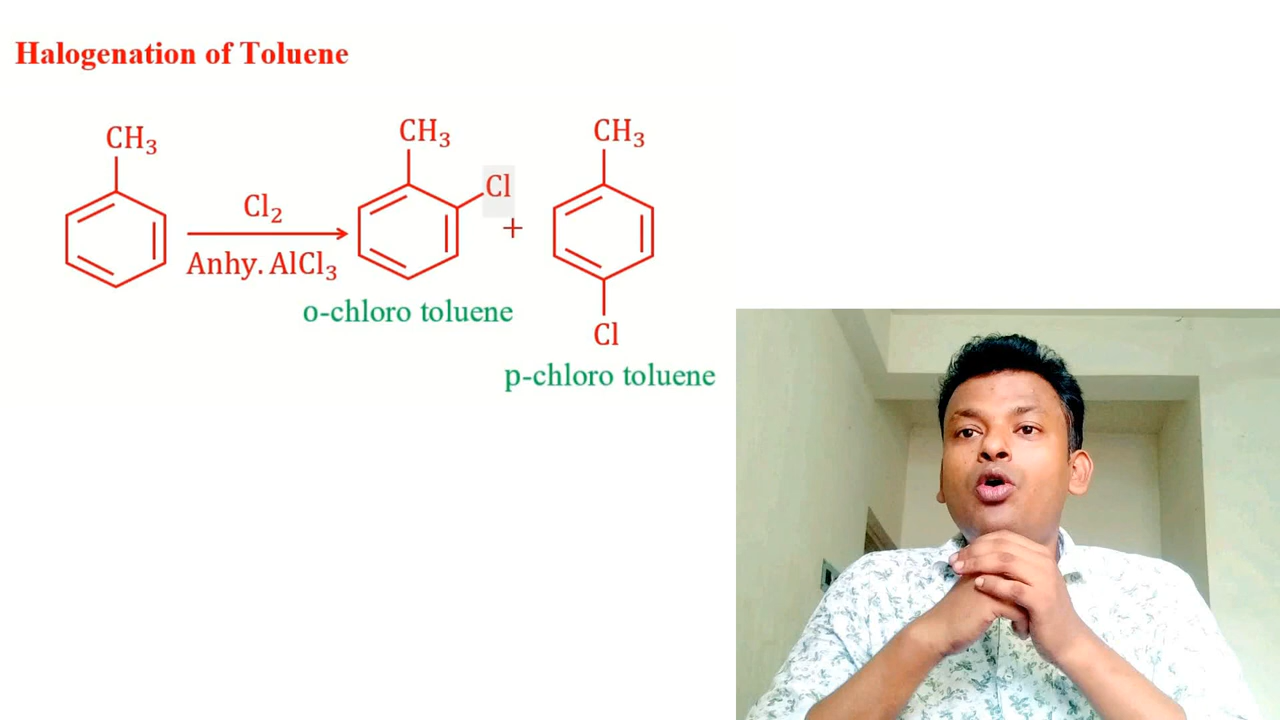 Halogenation of Toluene
CH₃
Cl₂
Anhy. AlCl₃
CH₃
Cl
o-chloro toluene
+
CH₃
Cl
p-chloro toluene